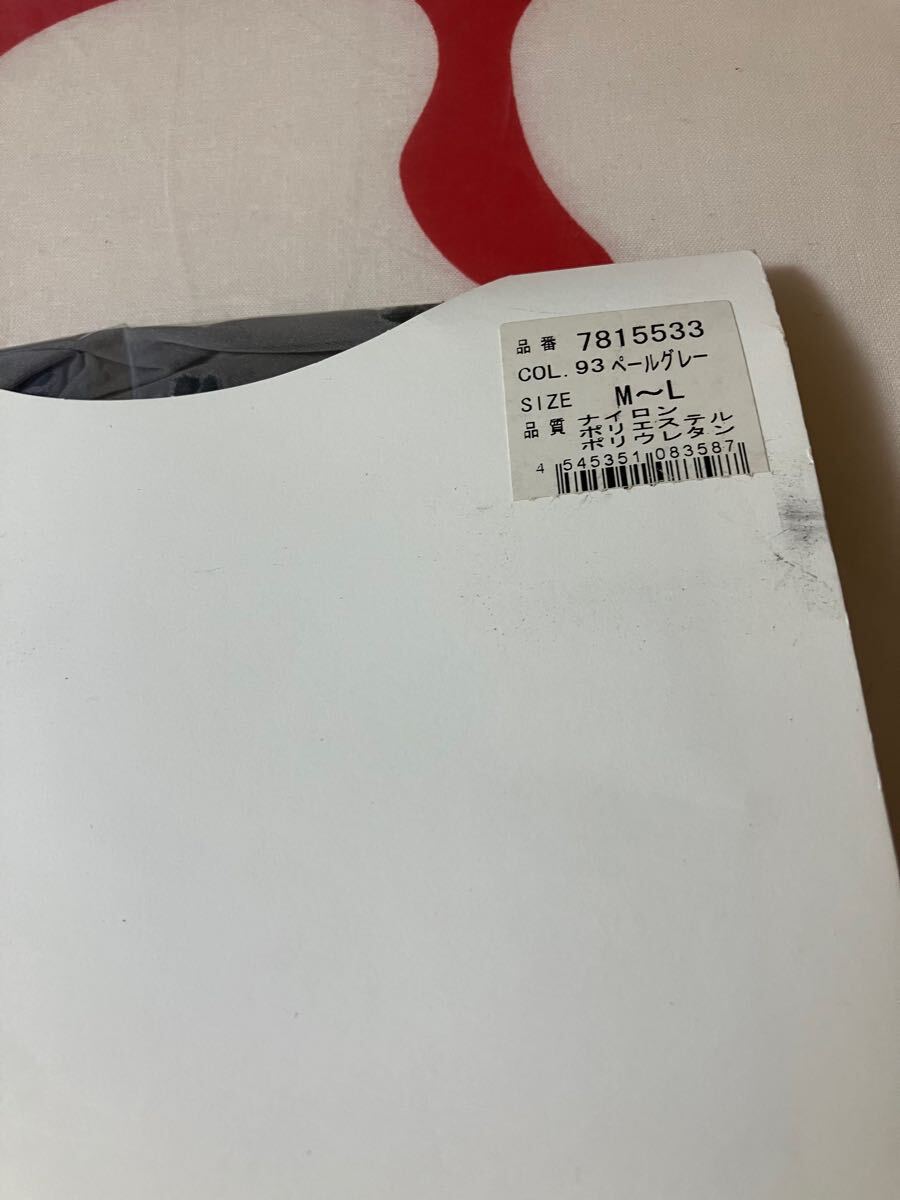 品番 7815533
COL. 93 ペールグレー
SIZE M～L
品質 ナイロン
ポリエステル
ポリウレタン
4 545351 083587